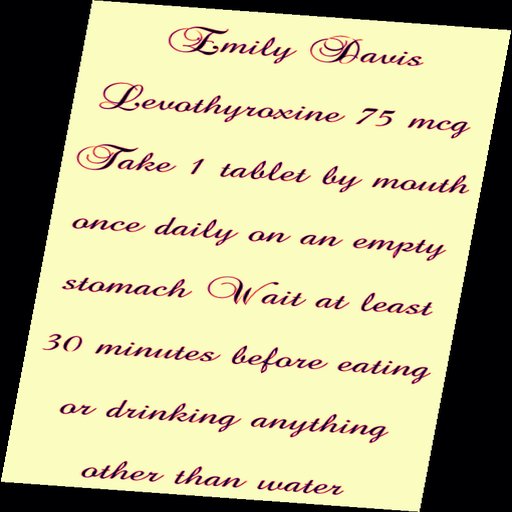 Emily Davis
Levothyroxine 75 mcg
Take 1 tablet by mouth
once daily on an empty
stomach Wait at least
30 minutes before eating
or drinking anything
other than water